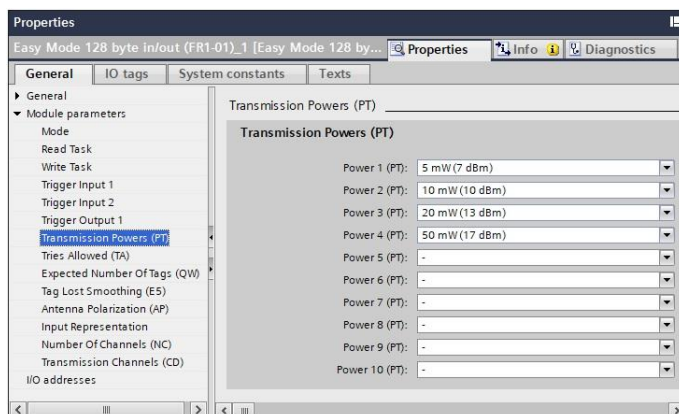 Properties
Easy Mode 128 byte in/out (FR1-01)_1 [Easy Mode 128 by...
Properties
Info
Diagnostics
General
IO tags
System constants
Texts
General
Module parameters
Mode
Read Task
Write Task
Trigger Input 1
Trigger Input 2
Trigger Output 1
Transmission Powers (PT)
Tries Allowed (TA)
Expected Number Of Tags (QW)
Tag Lost Smoothing (E5)
Antenna Polarization (AP)
Input Representation
Number Of Channels (NC)
Transmission Channels (CD)
I/O addresses
Transmission Powers (PT)
Transmission Powers (PT)
Power 1 (PT): 5 mW (7 dBm)
Power 2 (PT): 10 mW (10 dBm)
Power 3 (PT): 20 mW (13 dBm)
Power 4 (PT): 50 mW (17 dBm)
Power 5 (PT): -
Power 6 (PT): -
Power 7 (PT): -
Power 8 (PT): -
Power 9 (PT): -
Power 10 (PT): -